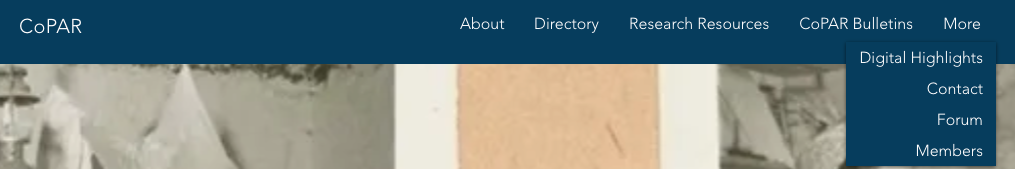 CoPAR
About Directory Research Resources CoPAR Bulletins More
Digital Highlights
Contact
Forum
Members